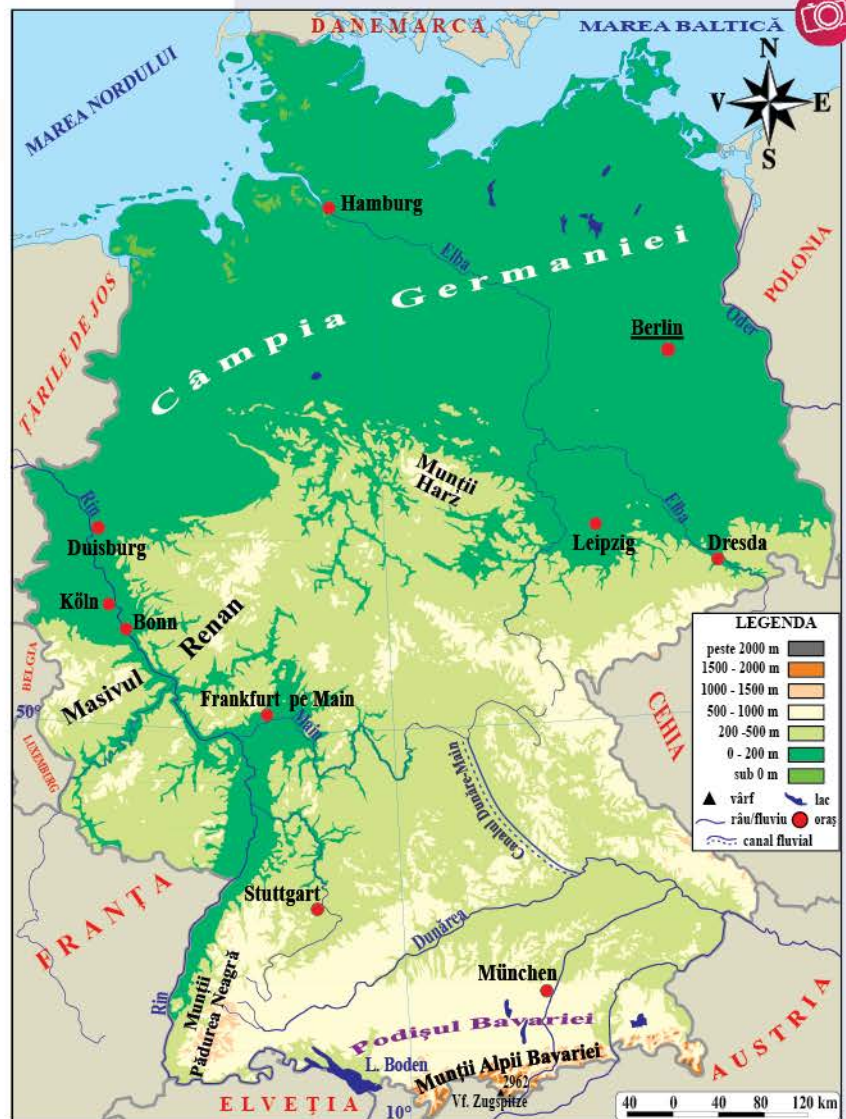 DANEMARCA
MAREA BALTICĂ
MAREA NORDULUI
N
V
E
S
Hamburg
Elba
POLONIA
Câmpia Germaniei
ȚĂRILE DE JOS
Berlin
Oder
Munții
Harz
Rin
Elba
Duisburg
Leipzig
Dresda
Köln
Bonn
Masivul Renan
BELGIA
LEGENDA
peste 2000 m
1500 - 2000 m
1000 - 1500 m
500 - 1000 m
200 -500 m
0 - 200 m
sub 0 m
vârf
lac
râu/fluviu
oraș
canal fluvial
Frankfurt pe Main
50°
Main
LUXEMBERG
CEHIA
Canalul Dunăre-Main
FRANȚA
Stuttgart
Dunărea
München
Rin
Munții
Pădurea Neagră
Podișul Bavariei
AUSTRIA
L. Boden
Munții Alpii Bavariei
2962
Vf. Zugspitze
ELVEȚIA
10°
40 0 40 80 120 km